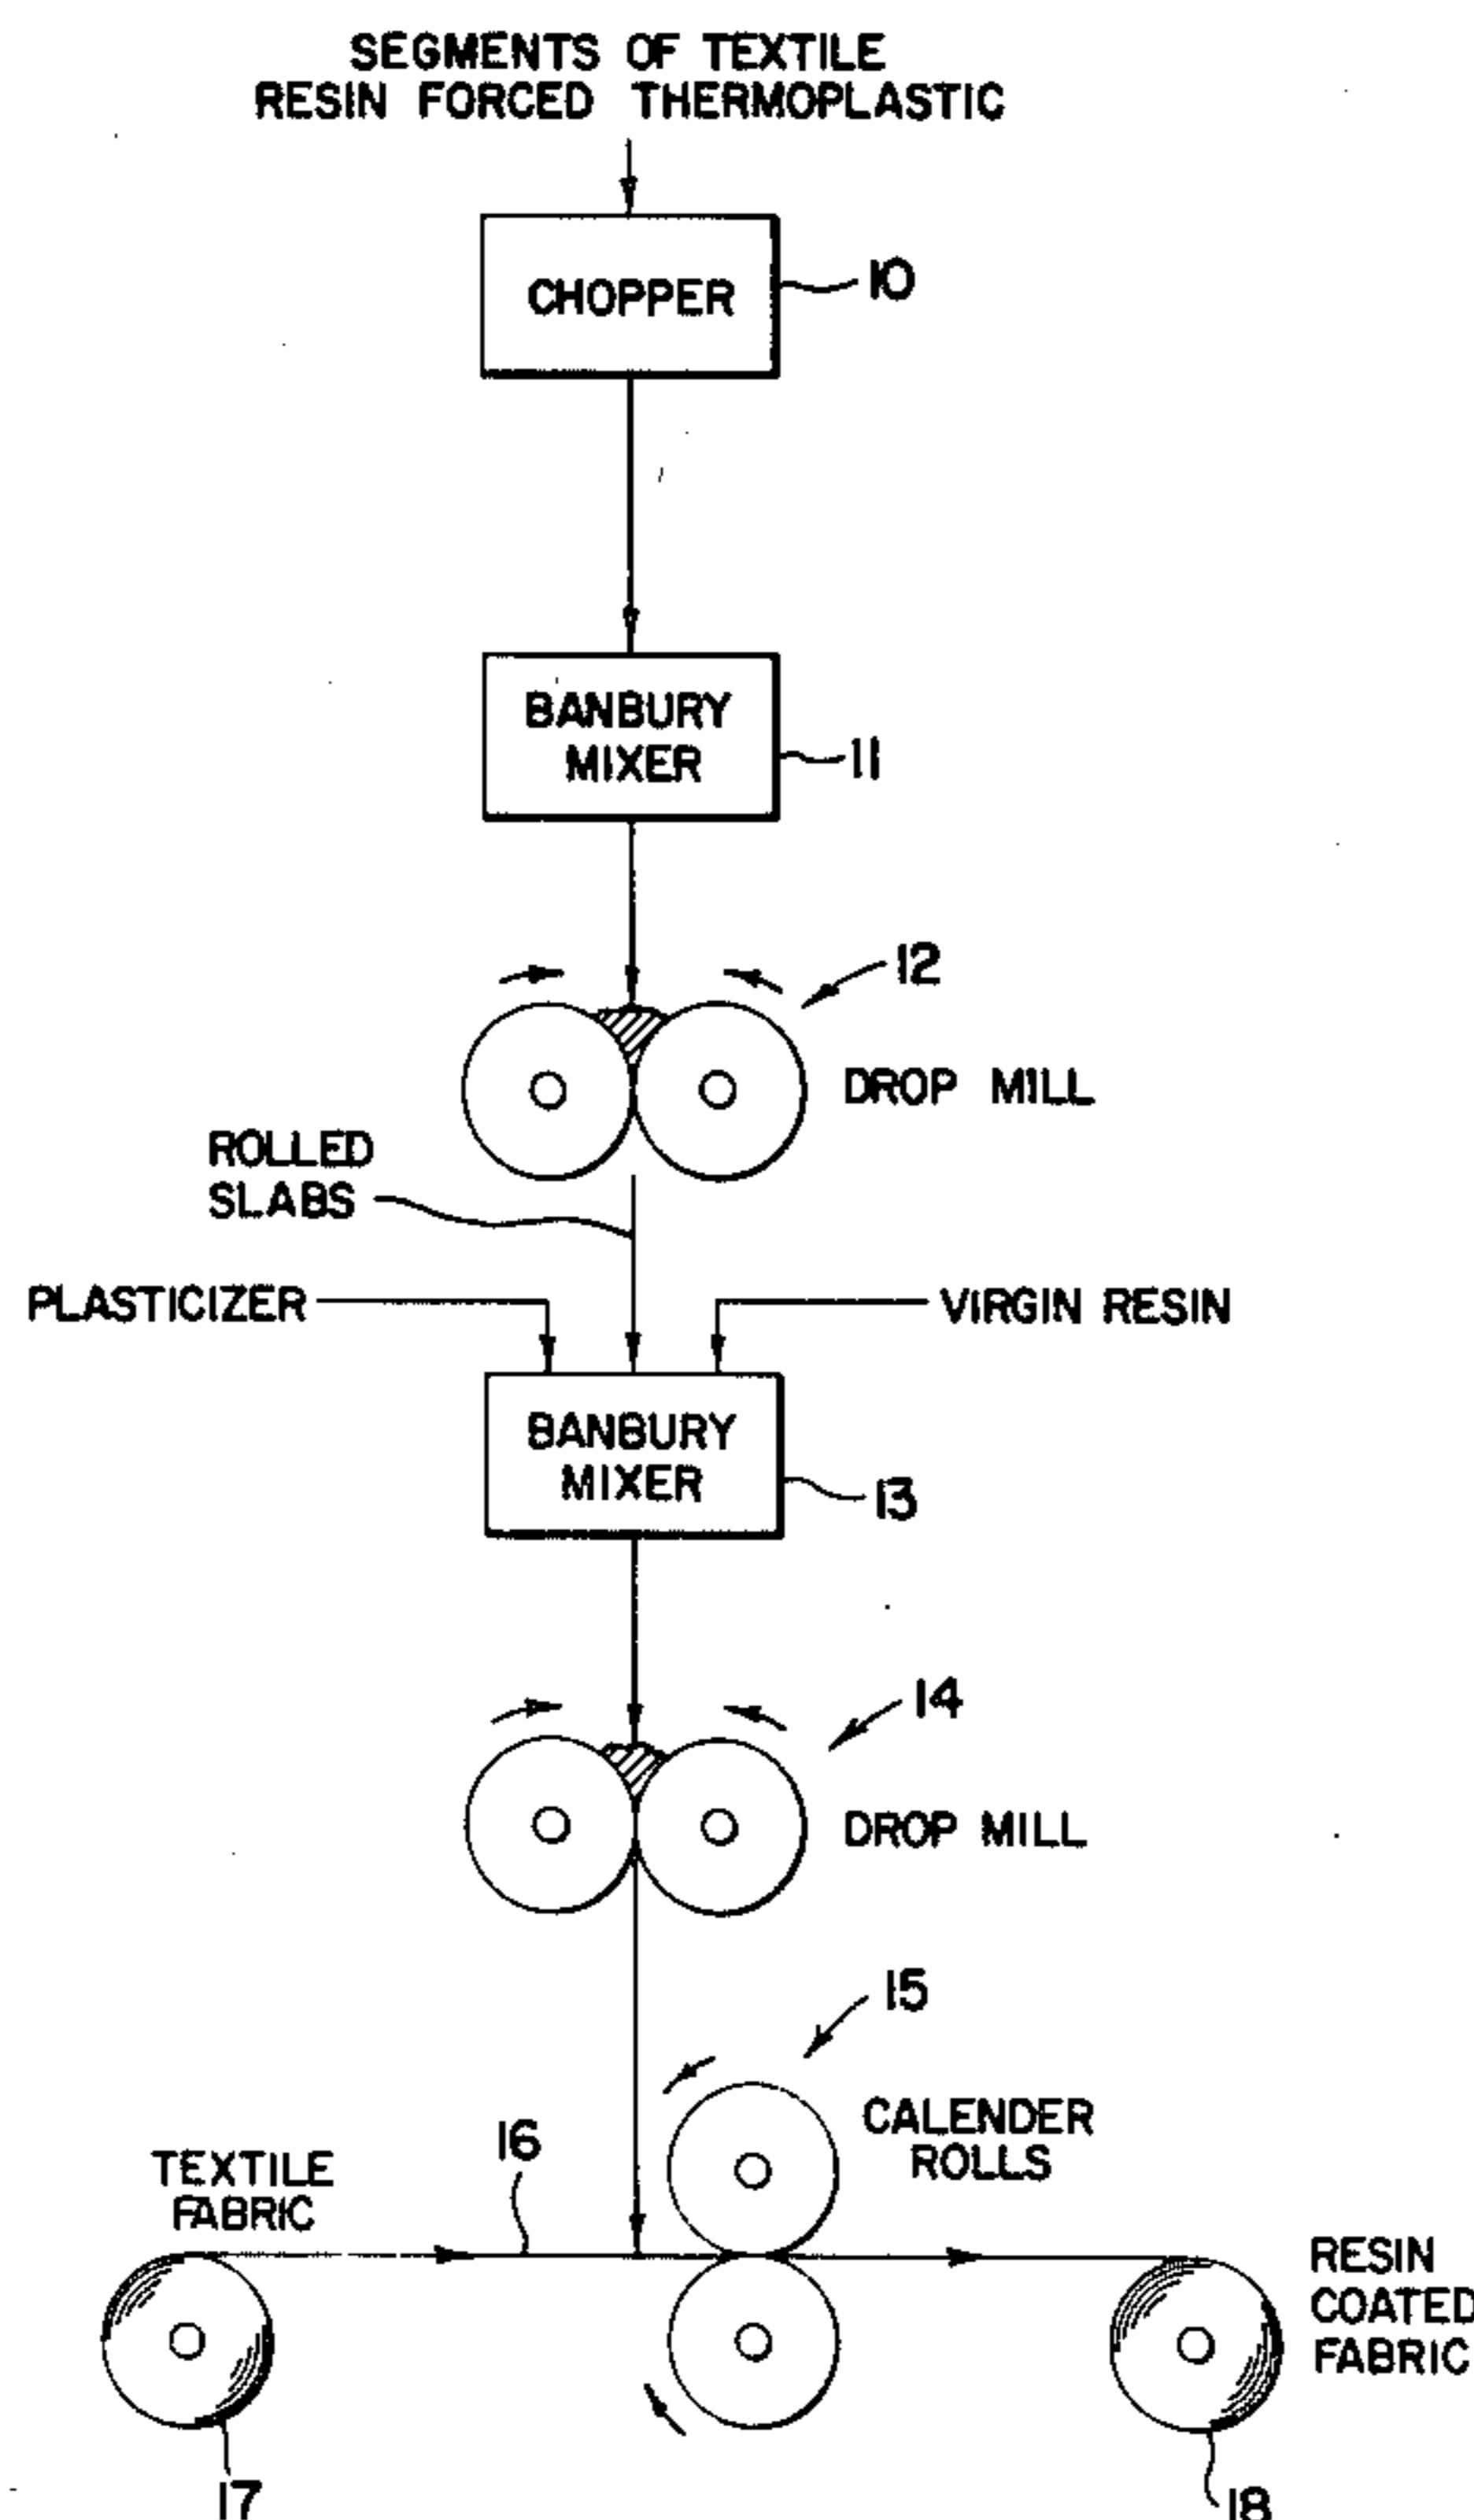 SEGMENTS OF TEXTILE
RESIN FORCED THERMOPLASTIC
CHOPPER
10
BANBURY
MIXER
11
12
DROP MILL
ROLLED
SLABS
PLASTICIZER
VIRGIN RESIN
BANBURY
MIXER
13
14
DROP MILL
15
CALENDER
ROLLS
16
TEXTILE
FABRIC
RESIN
COATED
FABRIC
17
18